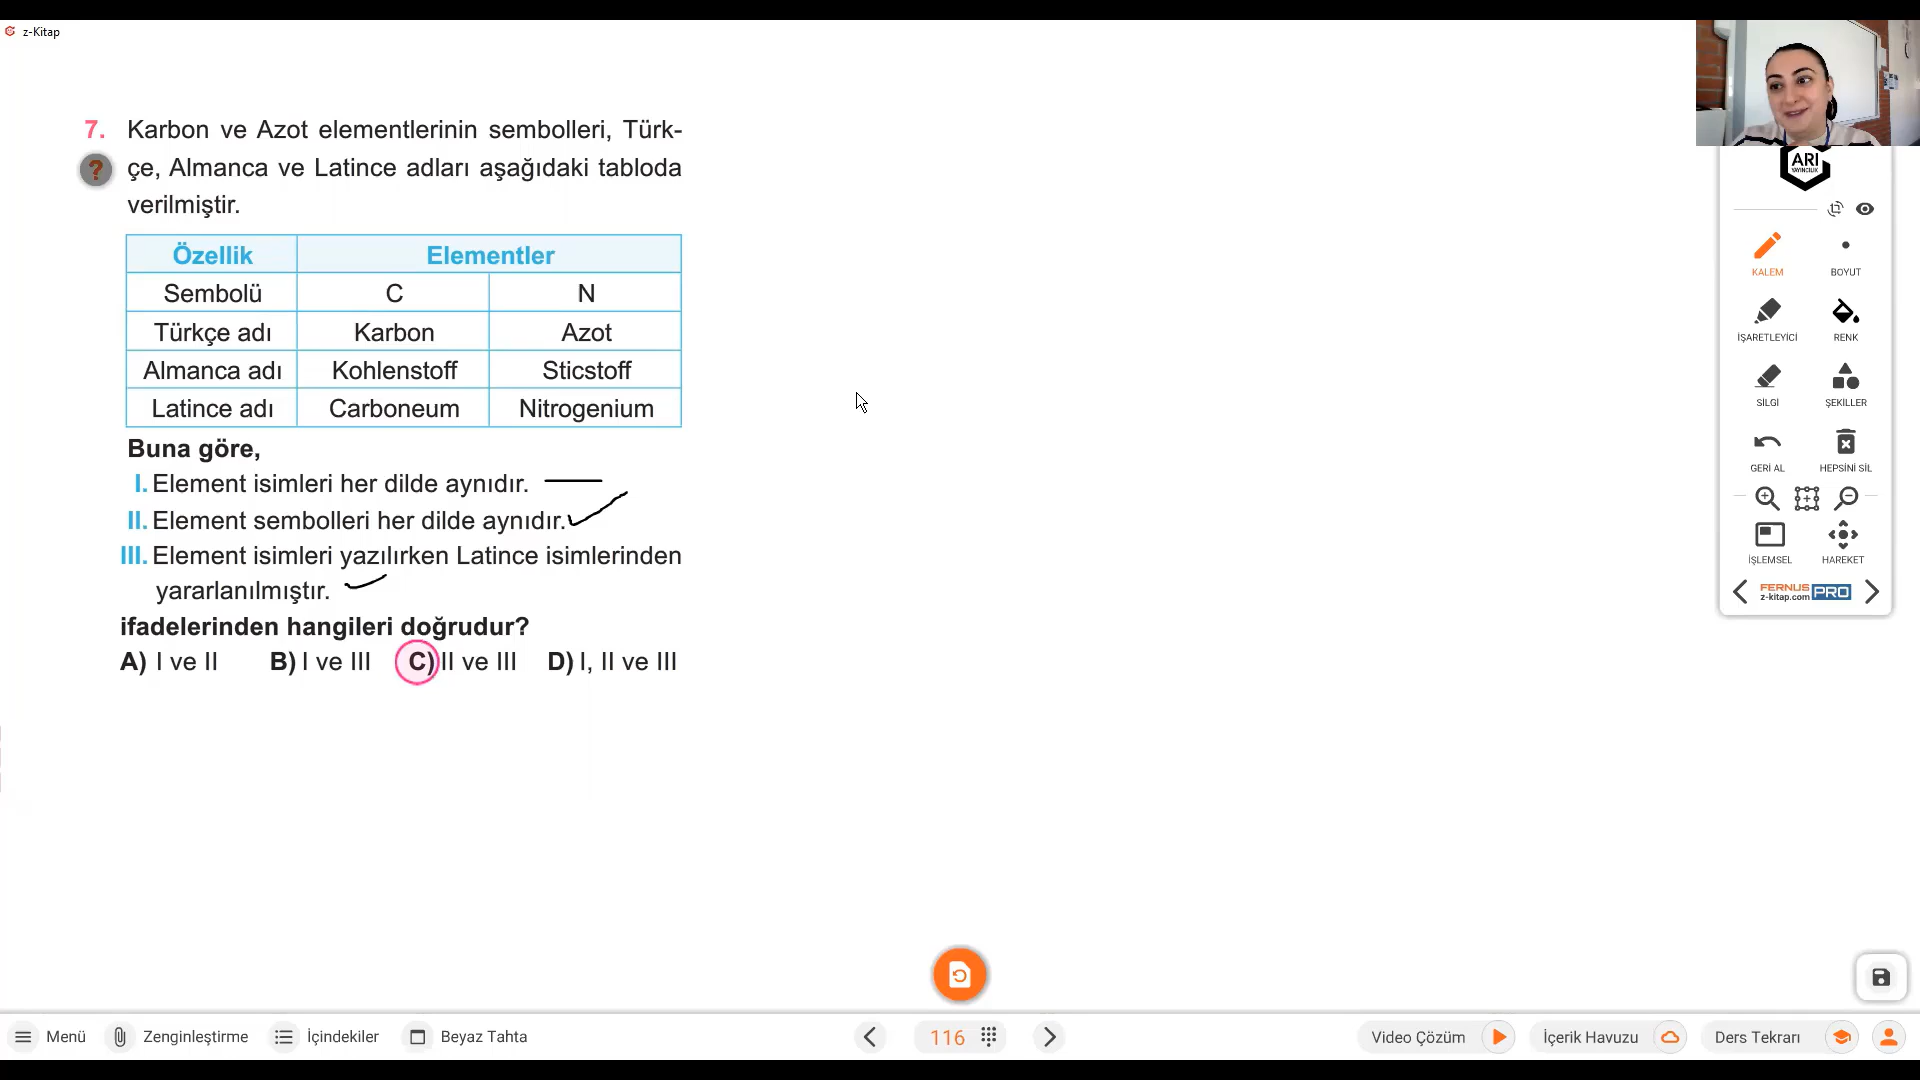 z-Kitap
7. Karbon ve Azot elementlerinin sembolleri, Türk-
? çe, Almanca ve Latince adları aşağıdaki tabloda
verilmiştir.
Özellik Elementler
Sembolü C N
Türkçe adı Karbon Azot
Almanca adı Kohlenstoff Sticstoff
Latince adı Carboneum Nitrogenium
Buna göre,
I. Element isimleri her dilde aynıdır.
II. Element sembolleri her dilde aynıdır.
III. Element isimleri yazılırken Latince isimlerinden
yararlanılmıştır.
ifadelerinden hangileri doğrudur?
A) I ve II B) I ve III C) II ve III D) I, II ve III
ARI
YAYINCILIK
KALEM BOYUT
İŞARETLEYİCİ RENK
SİLGİ ŞEKİLLER
GERİ AL HEPSİNİ SİL
İŞLEMSEL HAREKET
FERNUS
z-kitap.com PRO
Menü Zenginleştirme İçindekiler Beyaz Tahta 116 Video Çözüm İçerik Havuzu Ders Tekrarı